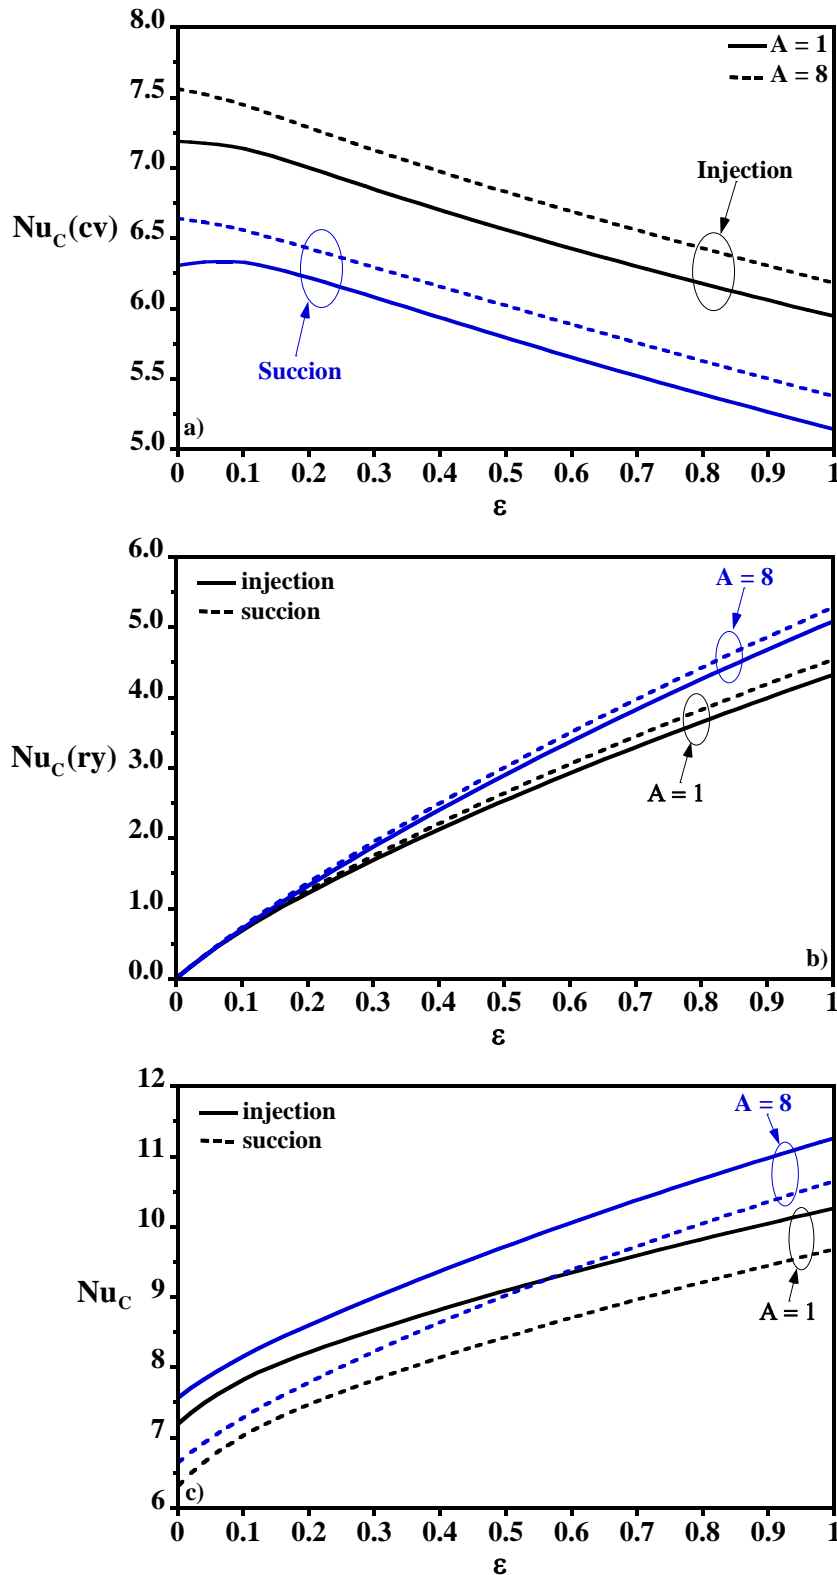 8.0
A = 1
A = 8
7.5
7.0
Injection
Nu_C(cv)
6.5
6.0
5.5
Succion
a)
5.0
0 0.1 0.2 0.3 0.4 0.5 0.6 0.7 0.8 0.9 1
ε
6.0
injection
succion
A = 8
5.0
4.0
Nu_C(ry)
3.0
A = 1
2.0
1.0
b)
0.0
0 0.1 0.2 0.3 0.4 0.5 0.6 0.7 0.8 0.9 1
ε
12
injection
succion
A = 8
11
10
9
Nu_C
A = 1
8
7
c)
6
0 0.1 0.2 0.3 0.4 0.5 0.6 0.7 0.8 0.9 1
ε